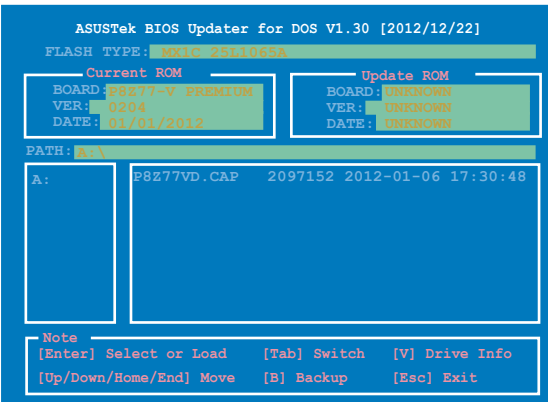 ASUSTek BIOS Updater for DOS V1.30 [2012/12/22]
FLASH TYPE: MXIC 25L1065A
Current ROM
BOARD: P8Z77-V PREMIUM
VER: 0204
DATE: 01/01/2012
Update ROM
BOARD: UNKNOWN
VER: UNKNOWN
DATE: UNKNOWN
PATH: A:\
A:
P8Z77VD.CAP 2097152 2012-01-06 17:30:48
Note
[Enter] Select or Load [Tab] Switch [V] Drive Info
[Up/Down/Home/End] Move [B] Backup [Esc] Exit